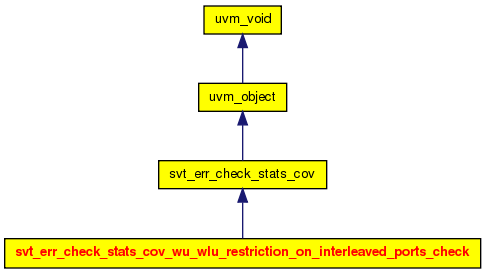 uvm_void
uvm_object
svt_err_check_stats_cov
svt_err_check_stats_cov_wu_wlu_restriction_on_interleaved_ports_check